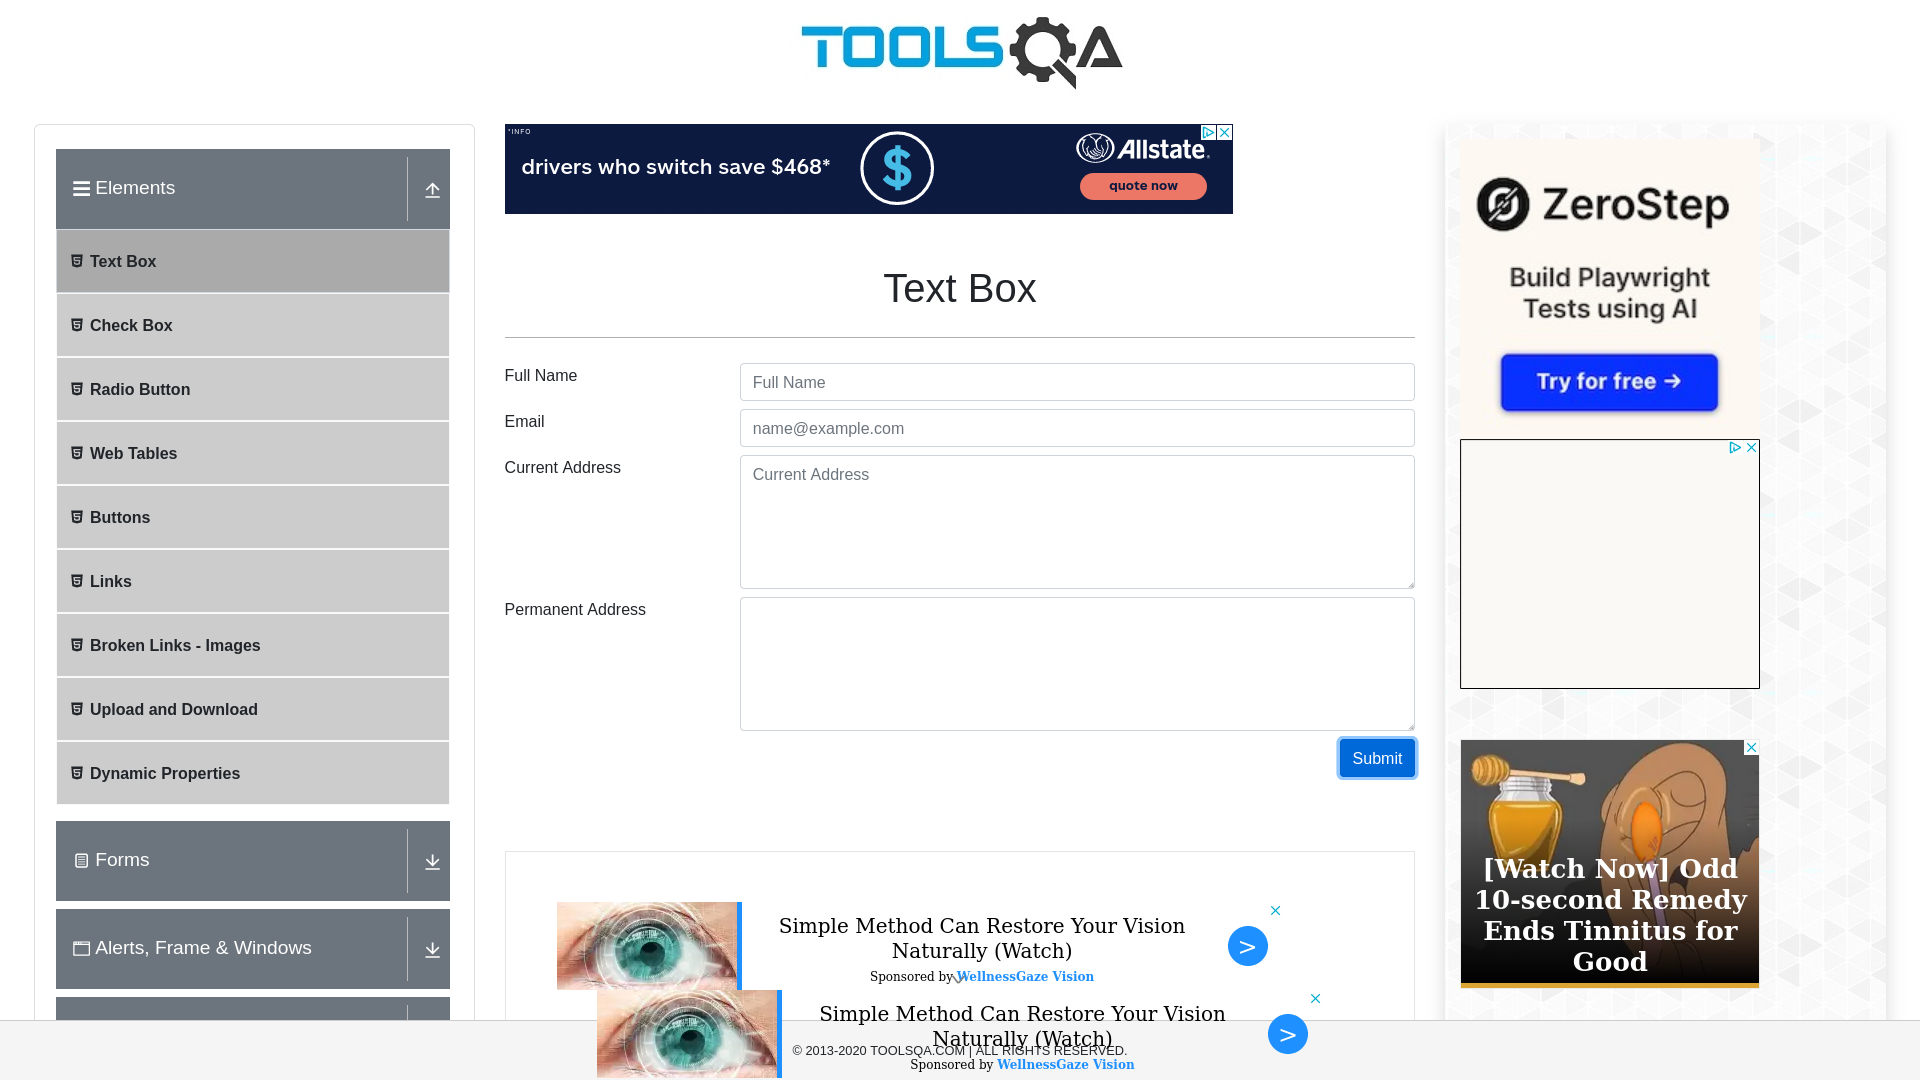 TOOLSQA
Elements
Text Box
Check Box
Radio Button
Web Tables
Buttons
Links
Broken Links - Images
Upload and Download
Dynamic Properties
Forms
Alerts, Frame & Windows
*INFO
drivers who switch save $468*
$
Allstate
quote now
Text Box
Full Name
Full Name
Email
name@example.com
Current Address
Current Address
Permanent Address
Submit
Simple Method Can Restore Your Vision
Naturally (Watch)
Sponsored by WellnessGaze Vision
>
Simple Method Can Restore Your Vision
Naturally (Watch)
© 2013-2020 TOOLSQA.COM | ALL RIGHTS RESERVED.
Sponsored by WellnessGaze Vision
>
ZeroStep
Build Playwright
Tests using AI
Try for free →
[Watch Now] Odd
10-second Remedy
Ends Tinnitus for
Good